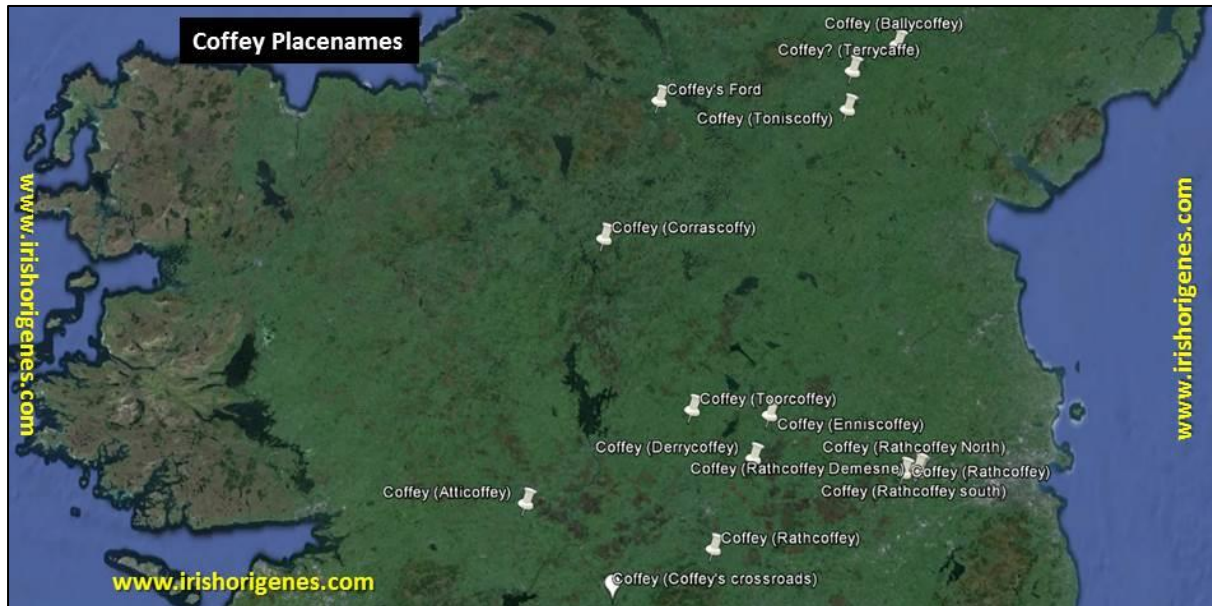 Coffey Placenames
Coffey (Ballycoffey)
Coffey? (Terrycaffe)
Coffey's Ford
Coffey (Toniscoffy)
www.irishorigenes.com
www.irishorigenes.com
Coffey (Corrascoffy)
Coffey (Toorcoffey)
Coffey (Enniscoffey)
Coffey (Derrycoffey)
Coffey (Rathcoffey North)
Coffey (Rathcoffey Demesne)
Coffey (Rathcoffey)
Coffey (Rathcoffey south)
Coffey (Atticoffey)
Coffey (Rathcoffey)
Coffey (Coffey's crossroads)
www.irishorigenes.com